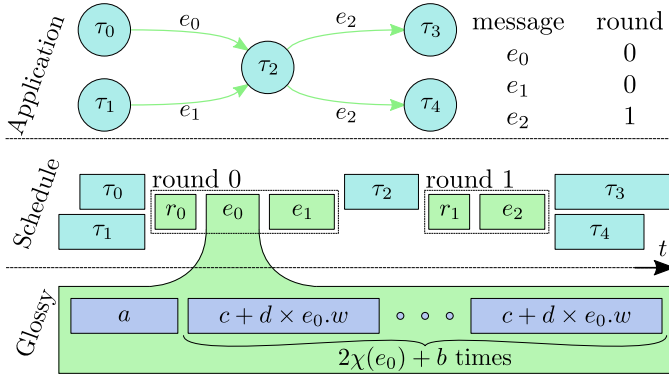 Application
τ₀ e₀ e₂ τ₃ message round
τ₂ e₀ 0
e₁ 0
τ₁ e₁ e₂ τ₄ e₂ 1
Schedule
τ₀ round 0 τ₂ round 1 τ₃
r₀ e₀ e₁ r₁ e₂
τ₁ τ₄
t
Glossy
a c + d × e₀.w c + d × e₀.w
2χ(e₀) + b times